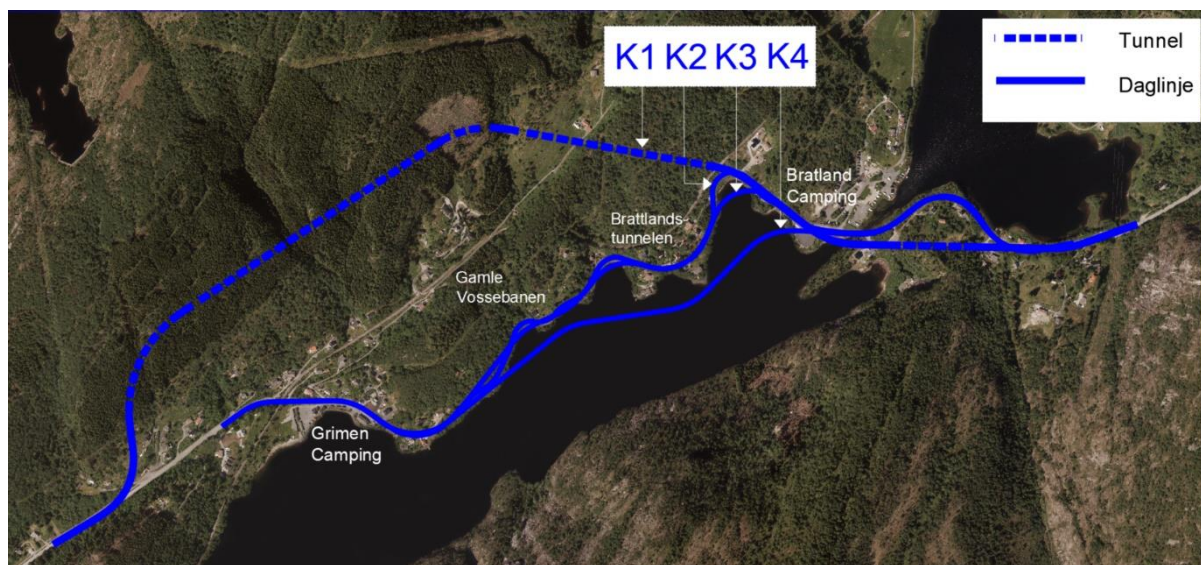 K1 K2 K3 K4
Tunnel
Daglinje
Bratland
Camping
Brattlands-
tunnelen
Gamle
Vossebanen
Grimen
Camping